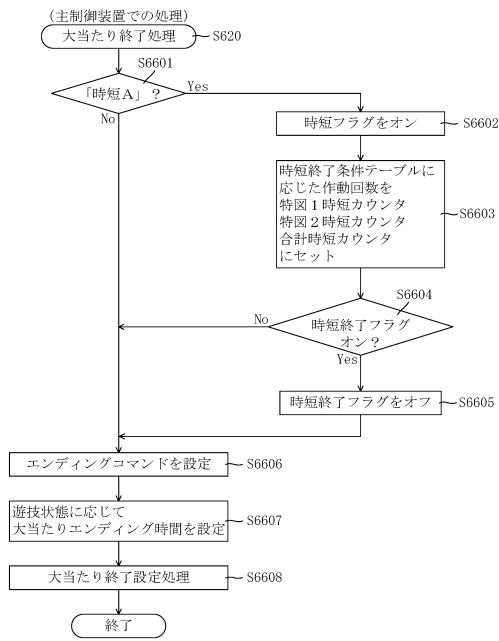 (主制御装置での処理)
大当たり終了処理
S620
S6601
「時短A」?
Yes
No
時短フラグをオン
S6602
時短終了条件テーブルに
応じた作動回数を
特図1時短カウンタ
特図2時短カウンタ
合計時短カウンタ
にセット
S6603
S6604
時短終了フラグ
オン?
No
Yes
時短終了フラグをオフ
S6605
エンディングコマンドを設定
S6606
遊技状態に応じて
大当たりエンディング時間を設定
S6607
大当たり終了設定処理
S6608
終了